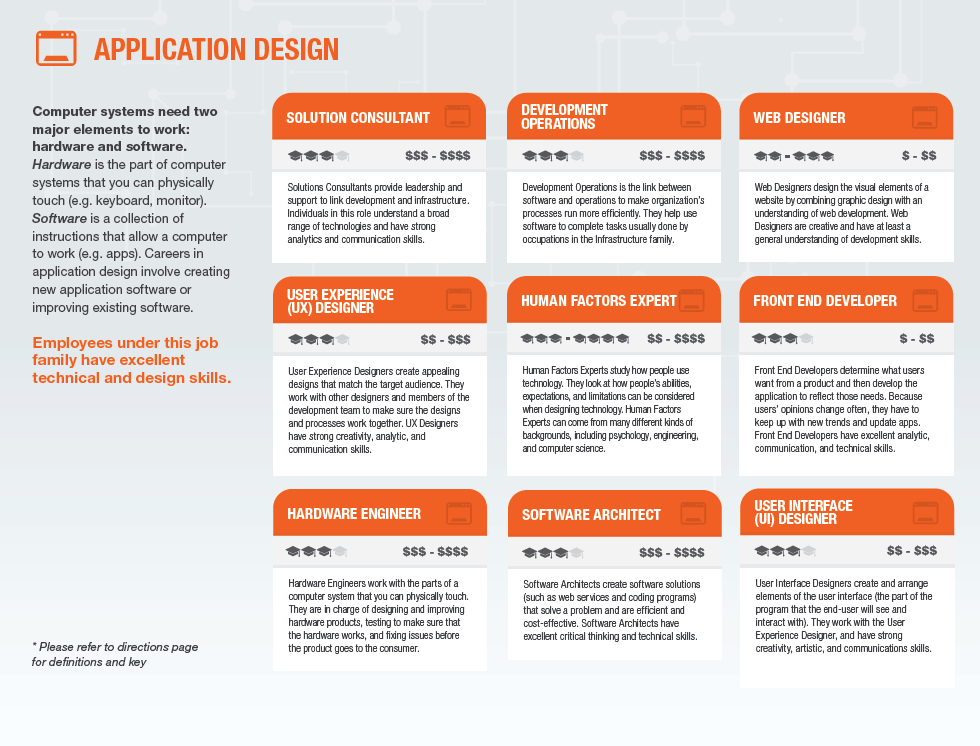 APPLICATION DESIGN
Computer systems need two
major elements to work:
hardware and software.
Hardware is the part of computer
systems that you can physically
touch (e.g. keyboard, monitor).
Software is a collection of
instructions that allow a computer
to work (e.g. apps). Careers in
application design involve creating
new application software or
improving existing software.
Employees under this job
family have excellent
technical and design skills.
* Please refer to directions page
for definitions and key
SOLUTION CONSULTANT
$$$ - $$$$
Solutions Consultants provide leadership and
support to link development and infrastructure.
Individuals in this role understand a broad
range of technologies and have strong
analytics and communication skills.
DEVELOPMENT
OPERATIONS
$$$ - $$$$
Development Operations is the link between
software and operations to make organization's
processes run more efficiently. They help use
software to complete tasks usually done by
occupations in the Infrastructure family.
WEB DESIGNER
-
$ - $$
Web Designers design the visual elements of a
website by combining graphic design with an
understanding of web development. Web
Designers are creative and have at least a
general understanding of development skills.
USER EXPERIENCE
(UX) DESIGNER
$$ - $$$
User Experience Designers create appealing
designs that match the target audience. They
work with other designers and members of the
development team to make sure the designs
and processes work together. UX Designers
have strong creativity, analytic, and
communication skills.
HUMAN FACTORS EXPERT
-
$$ - $$$$
Human Factors Experts study how people use
technology. They look at how people's abilities,
expectations, and limitations can be considered
when designing technology. Human Factors
Experts can come from many different kinds of
backgrounds, including psychology, engineering,
and computer science.
FRONT END DEVELOPER
$ - $$
Front End Developers determine what users
want from a product and then develop the
application to reflect those needs. Because
users' opinions change often, they have to
keep up with new trends and update apps.
Front End Developers have excellent analytic,
communication, and technical skills.
HARDWARE ENGINEER
$$$ - $$$$
Hardware Engineers work with the parts of a
computer system that you can physically touch.
They are in charge of designing and improving
hardware products, testing to make sure that
the hardware works, and fixing issues before
the product goes to the consumer.
SOFTWARE ARCHITECT
$$$ - $$$$
Software Architects create software solutions
(such as web services and coding programs)
that solve a problem and are efficient and
cost-effective. Software Architects have
excellent critical thinking and technical skills.
USER INTERFACE
(UI) DESIGNER
$$ - $$$
User Interface Designers create and arrange
elements of the user interface (the part of the
program that the end-user will see and
interact with). They work with the User
Experience Designer, and have strong
creativity, artistic, and communications skills.